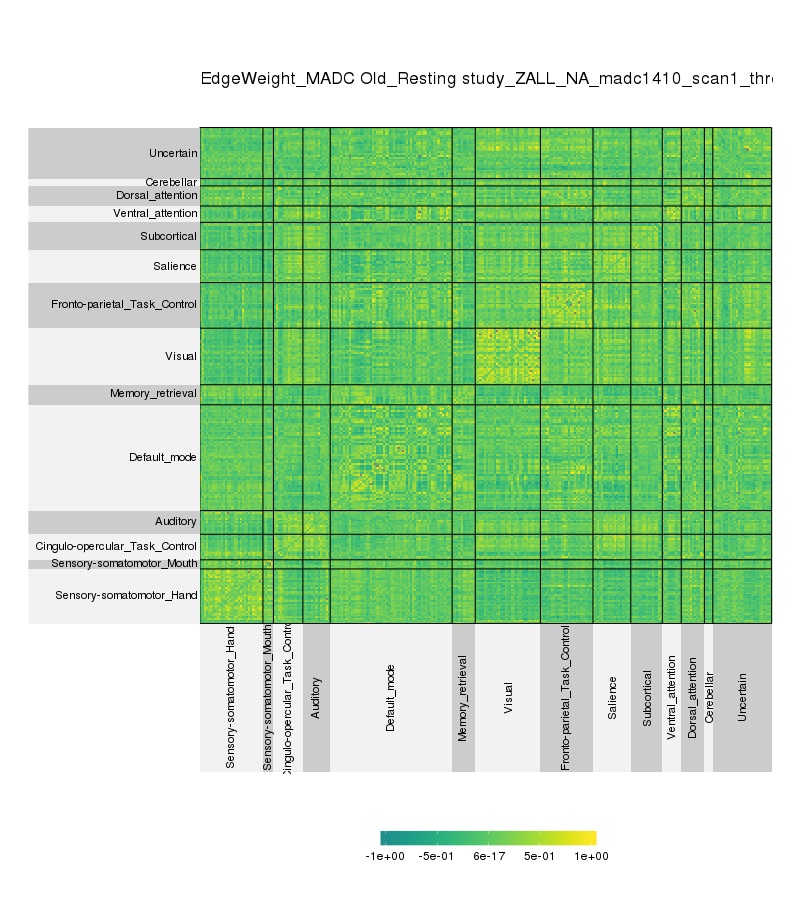 EdgeWeight_MADC Old_Resting study_ZALL_NA_madc1410_scan1_thr
Uncertain
Cerebellar
Dorsal_attention
Ventral_attention
Subcortical
Salience
Fronto-parietal_Task_Control
Visual
Memory_retrieval
Default_mode
Auditory
Cingulo-opercular_Task_Control
Sensory-somatomotor_Mouth
Sensory-somatomotor_Hand
Sensory-somatomotor_Hand
Sensory-somatomotor_Mouth
Cingulo-opercular_Task_Contro
Auditory
Default_mode
Memory_retrieval
Visual
Fronto-parietal_Task_Control
Salience
Subcortical
Ventral_attention
Dorsal_attention
Cerebellar
Uncertain
-1e+00 -5e-01 6e-17 5e-01 1e+00